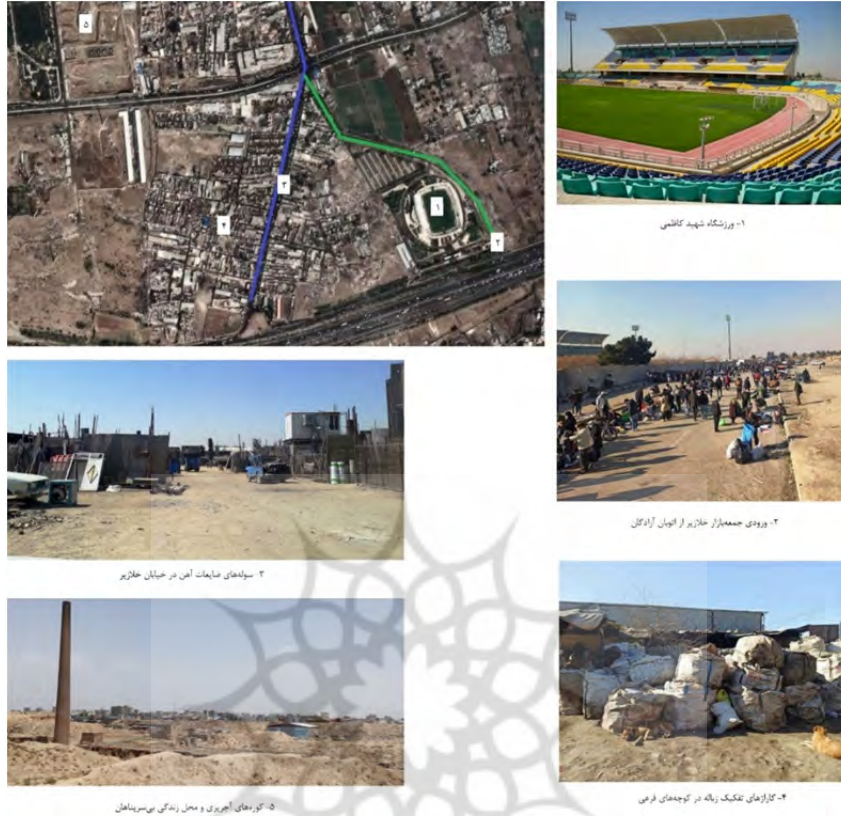 ۵
۳
۱
۴
۲
۱- ورزشگاه شهید کاظمی
۲- ورودی جمعه‌بازار خلازیر از اتوبان آزادگان
۳- سوله‌های ضایعات آهن در خیابان خلازیر
۴- گاراژهای تفکیک زباله در کوچه‌های فرعی
۵- کوره‌های آجرپزی و محل زندگی بی‌سرپناهان